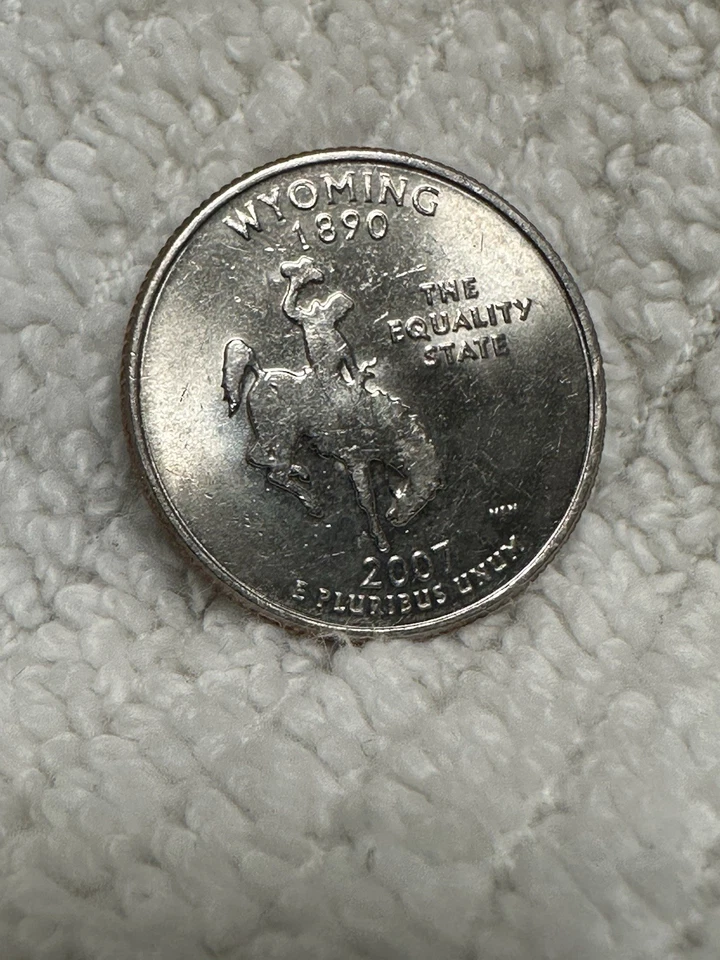 WYOMING
1890
THE
EQUALITY
STATE
2007
E PLURIBUS UNUM